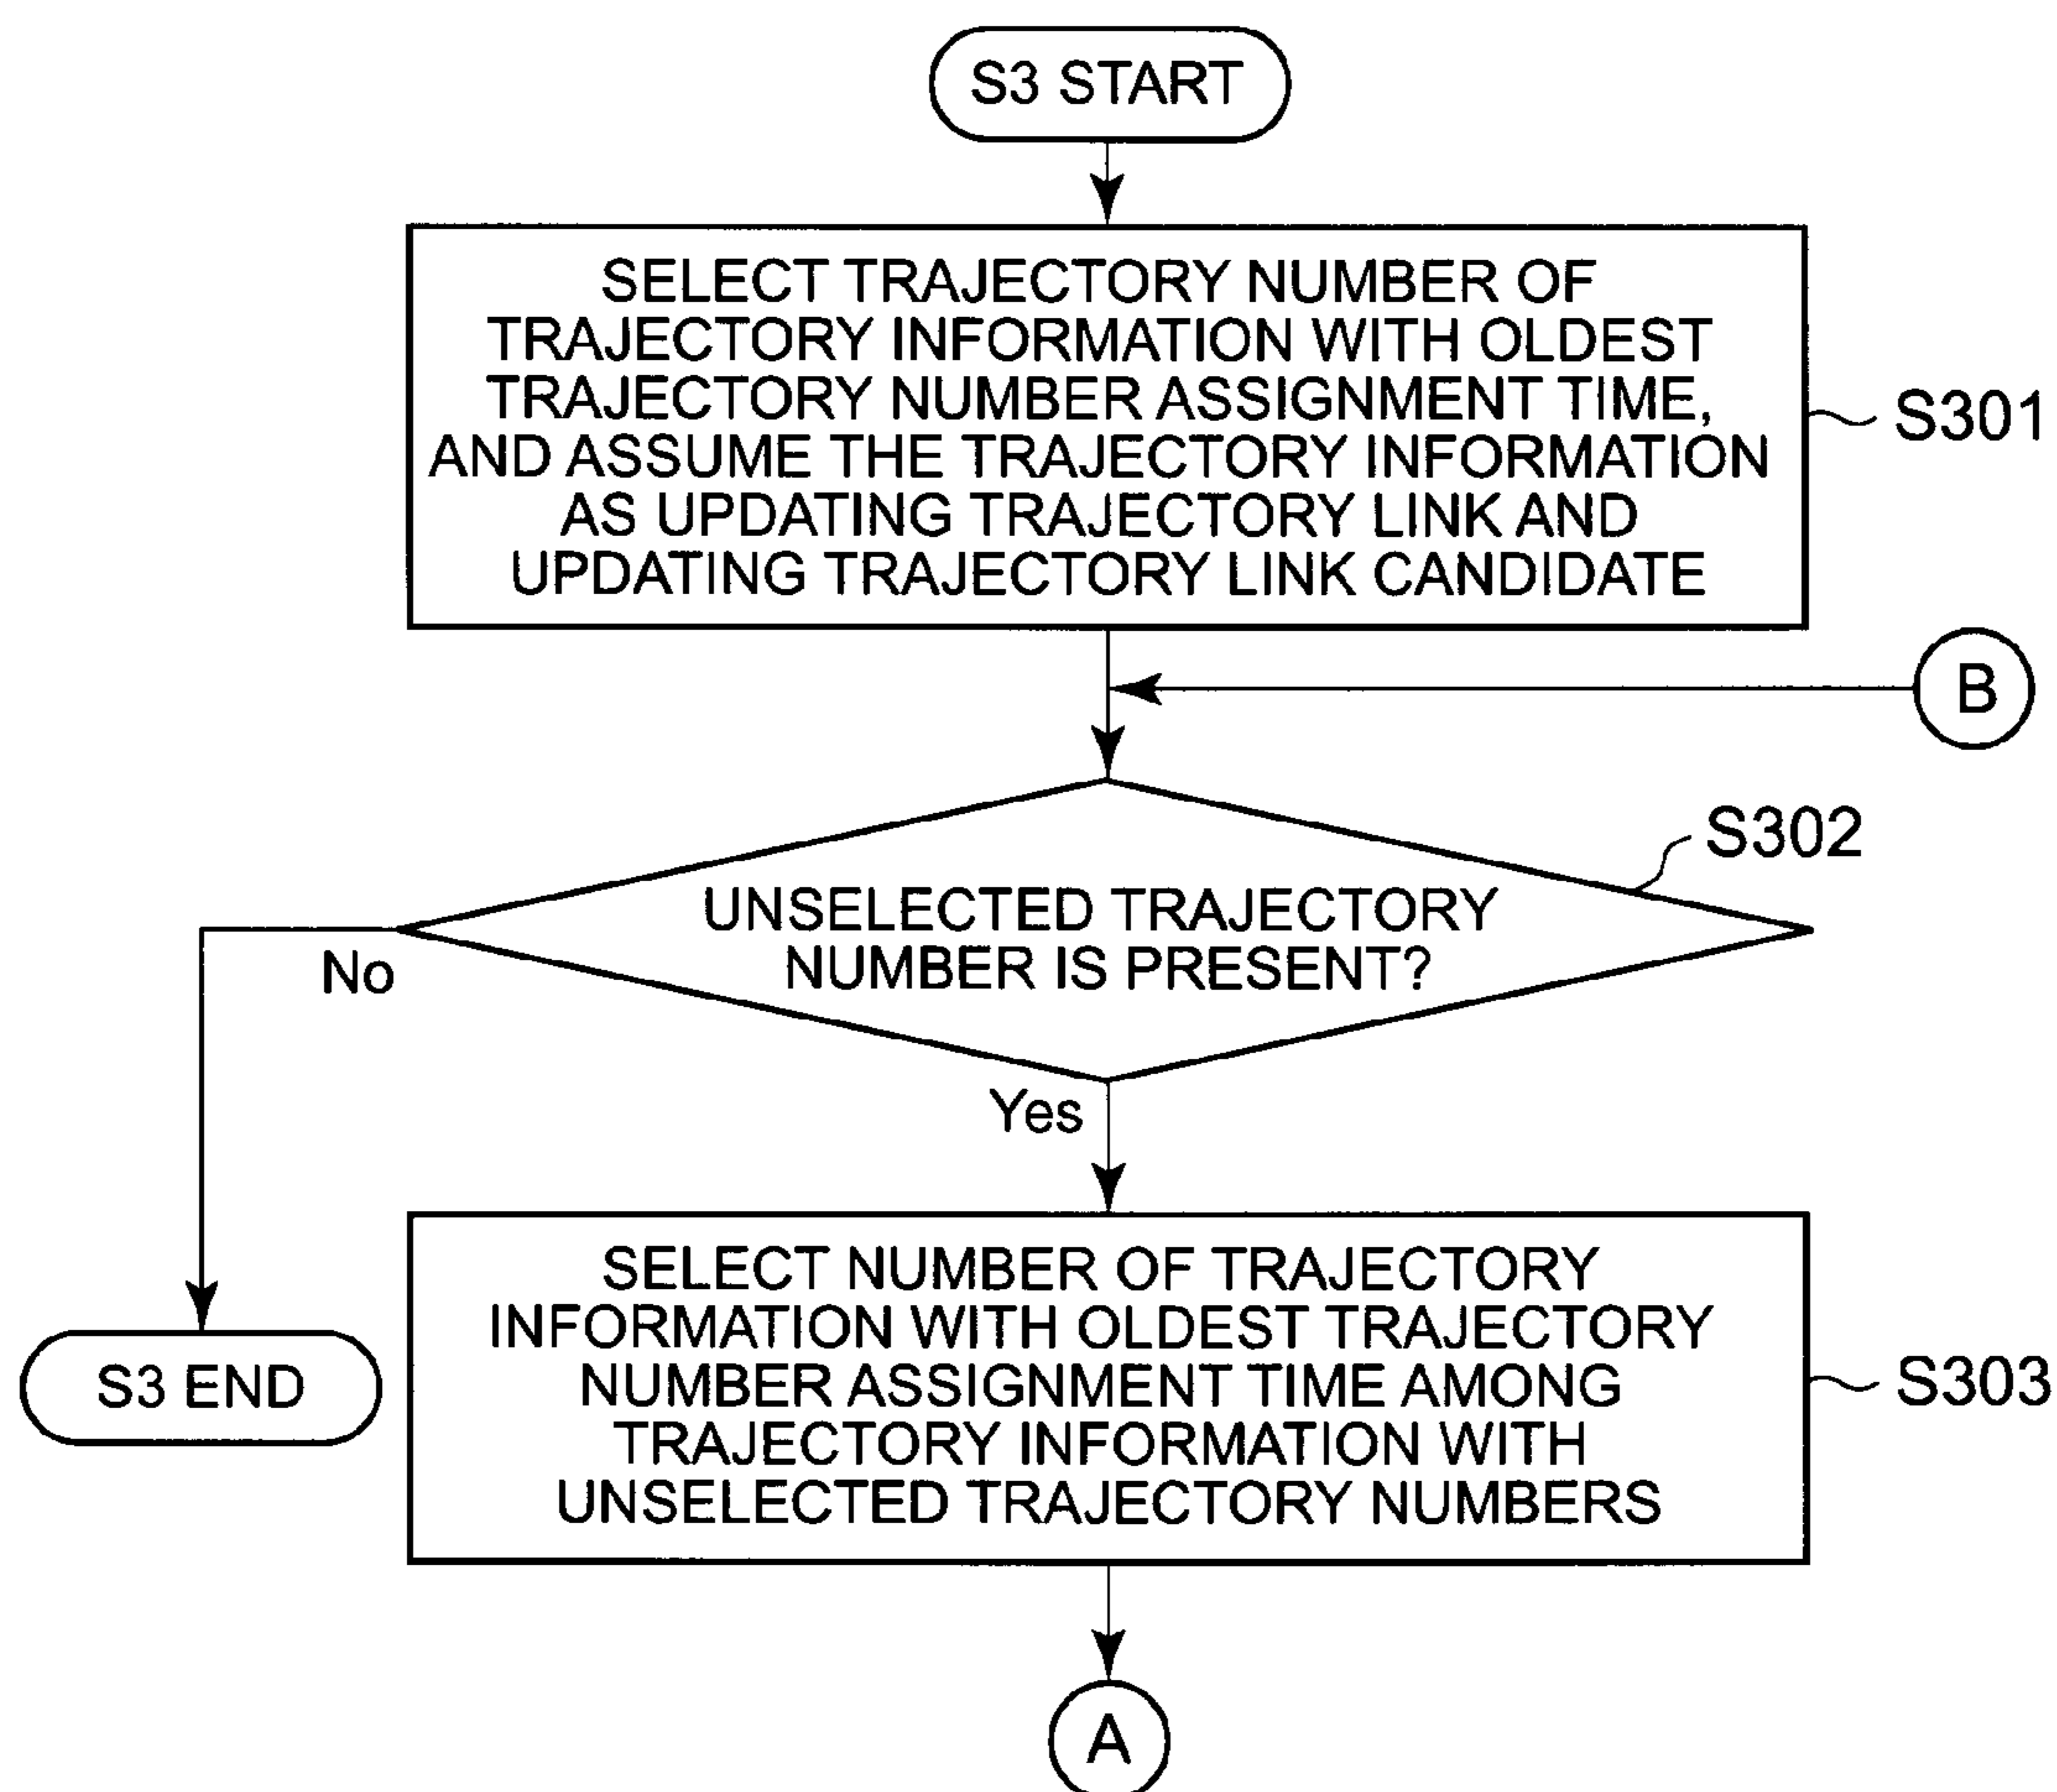 S3 START
SELECT TRAJECTORY NUMBER OF
TRAJECTORY INFORMATION WITH OLDEST
TRAJECTORY NUMBER ASSIGNMENT TIME,
AND ASSUME THE TRAJECTORY INFORMATION
AS UPDATING TRAJECTORY LINK AND
UPDATING TRAJECTORY LINK CANDIDATE
S301
B
S302
UNSELECTED TRAJECTORY
NUMBER IS PRESENT?
No
Yes
SELECT NUMBER OF TRAJECTORY
INFORMATION WITH OLDEST TRAJECTORY
NUMBER ASSIGNMENT TIME AMONG
TRAJECTORY INFORMATION WITH
UNSELECTED TRAJECTORY NUMBERS
S303
S3 END
A